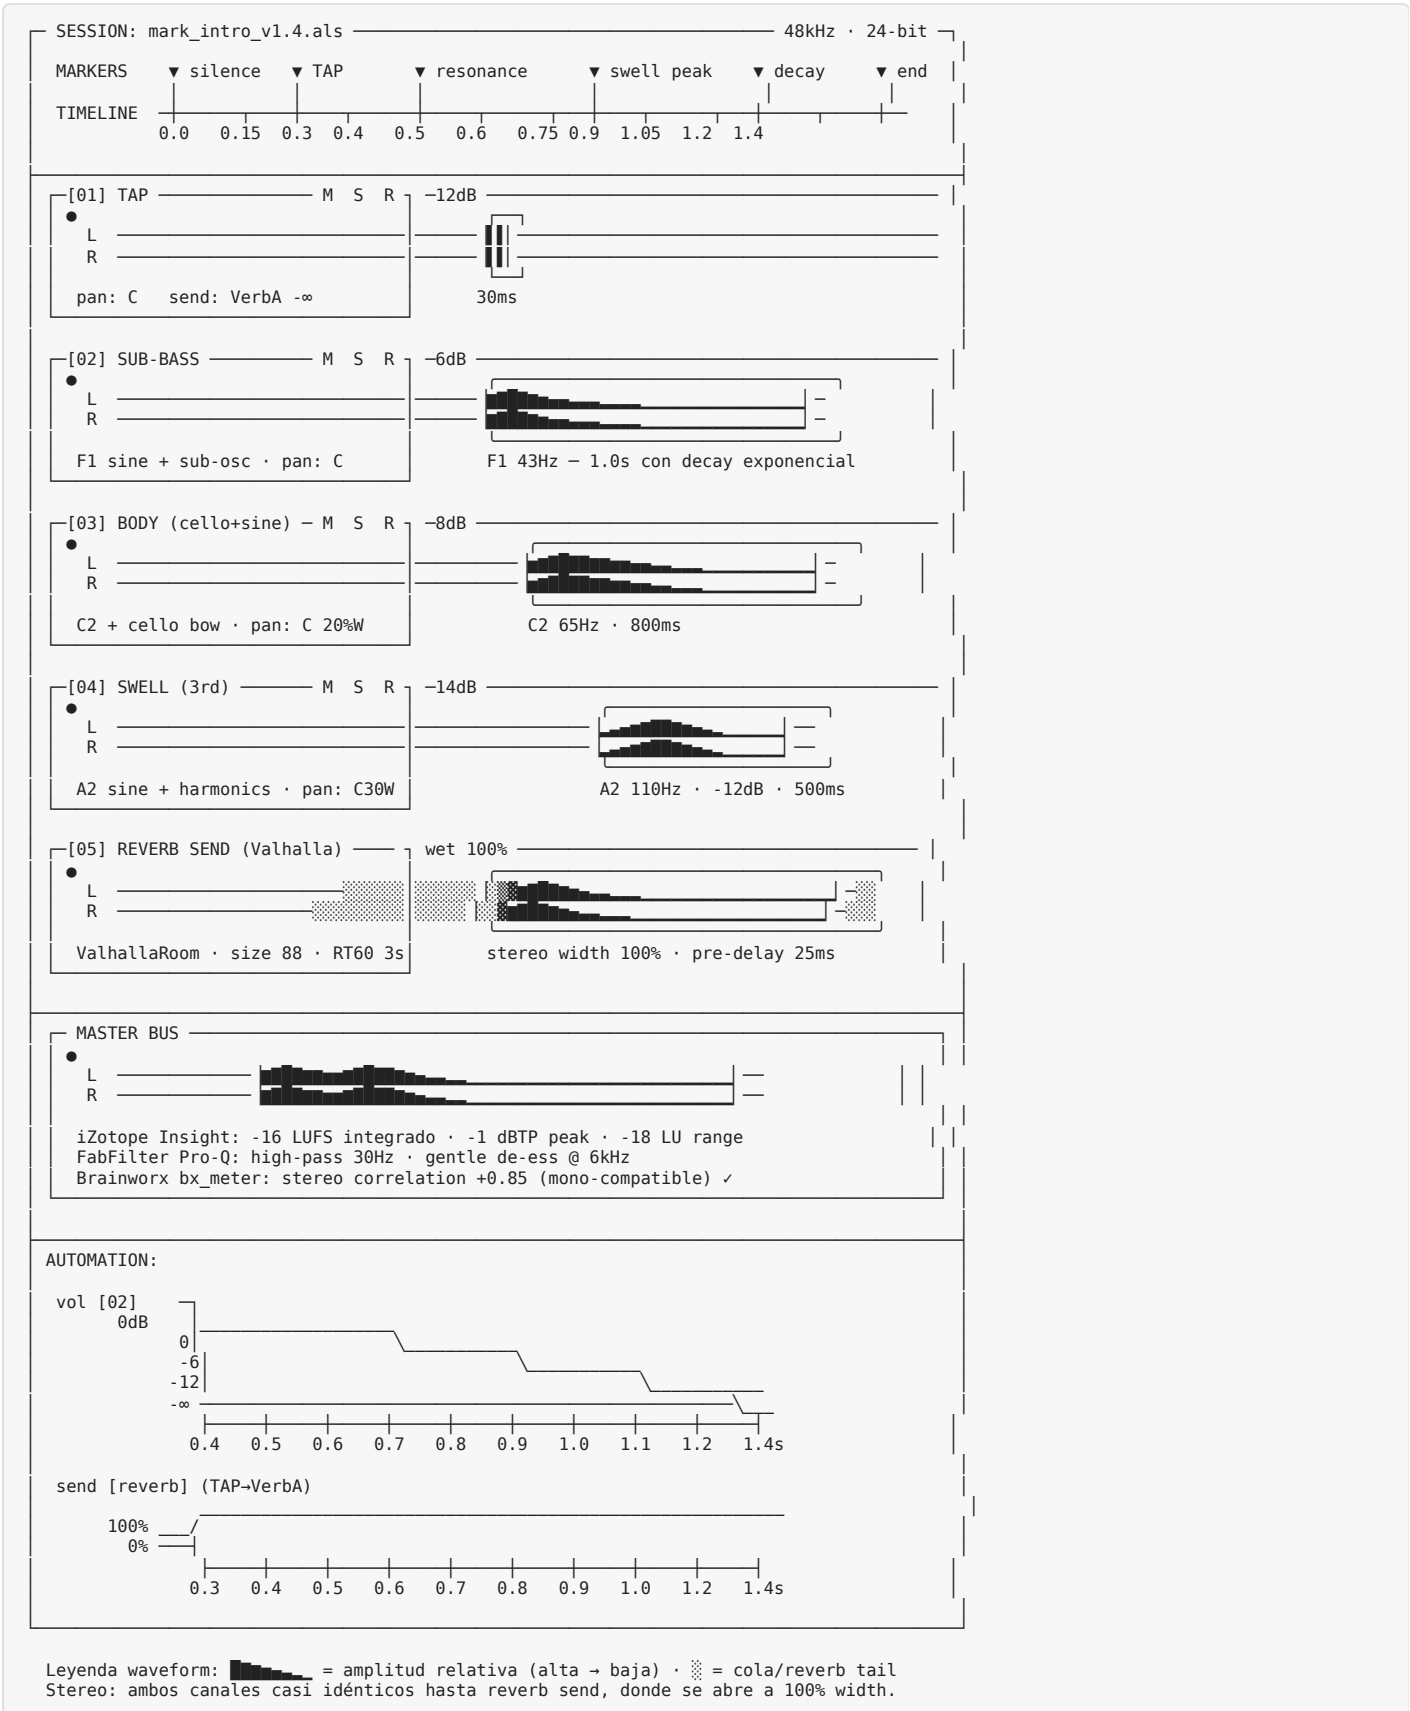 SESSION: mark_intro_v1.4.als 48kHz · 24-bit
MARKERS ▼ silence ▼ TAP ▼ resonance ▼ swell peak ▼ decay ▼ end
TIMELINE
0.0 0.15 0.3 0.4 0.5 0.6 0.75 0.9 1.05 1.2 1.4
[01] TAP M S R -12dB
● 
L
R
pan: C send: VerbA -∞ 30ms
[02] SUB-BASS M S R -6dB
●
L
R
F1 sine + sub-osc · pan: C F1 43Hz — 1.0s con decay exponencial
[03] BODY (cello+sine) M S R -8dB
●
L
R
C2 + cello bow · pan: C 20%W C2 65Hz · 800ms
[04] SWELL (3rd) M S R -14dB
●
L
R
A2 sine + harmonics · pan: C30W A2 110Hz · -12dB · 500ms
[05] REVERB SEND (Valhalla) wet 100%
●
L
R
ValhallaRoom · size 88 · RT60 3s stereo width 100% · pre-delay 25ms
MASTER BUS
●
L
R
iZotope Insight: -16 LUFS integrado · -1 dBTP peak · -18 LU range
FabFilter Pro-Q: high-pass 30Hz · gentle de-ess @ 6kHz
Brainworx bx_meter: stereo correlation +0.85 (mono-compatible) ✓
AUTOMATION:
vol [02]
0dB
0
-6
-12
-∞
0.4 0.5 0.6 0.7 0.8 0.9 1.0 1.1 1.2 1.4s
send [reverb] (TAP→VerbA)
100%
0%
0.3 0.4 0.5 0.6 0.7 0.8 0.9 1.0 1.2 1.4s
Leyenda waveform: █▇▆▅▄▃▂▁ = amplitud relativa (alta → baja) · ░ = cola/reverb tail
Stereo: ambos canales casi idénticos hasta reverb send, donde se abre a 100% width.